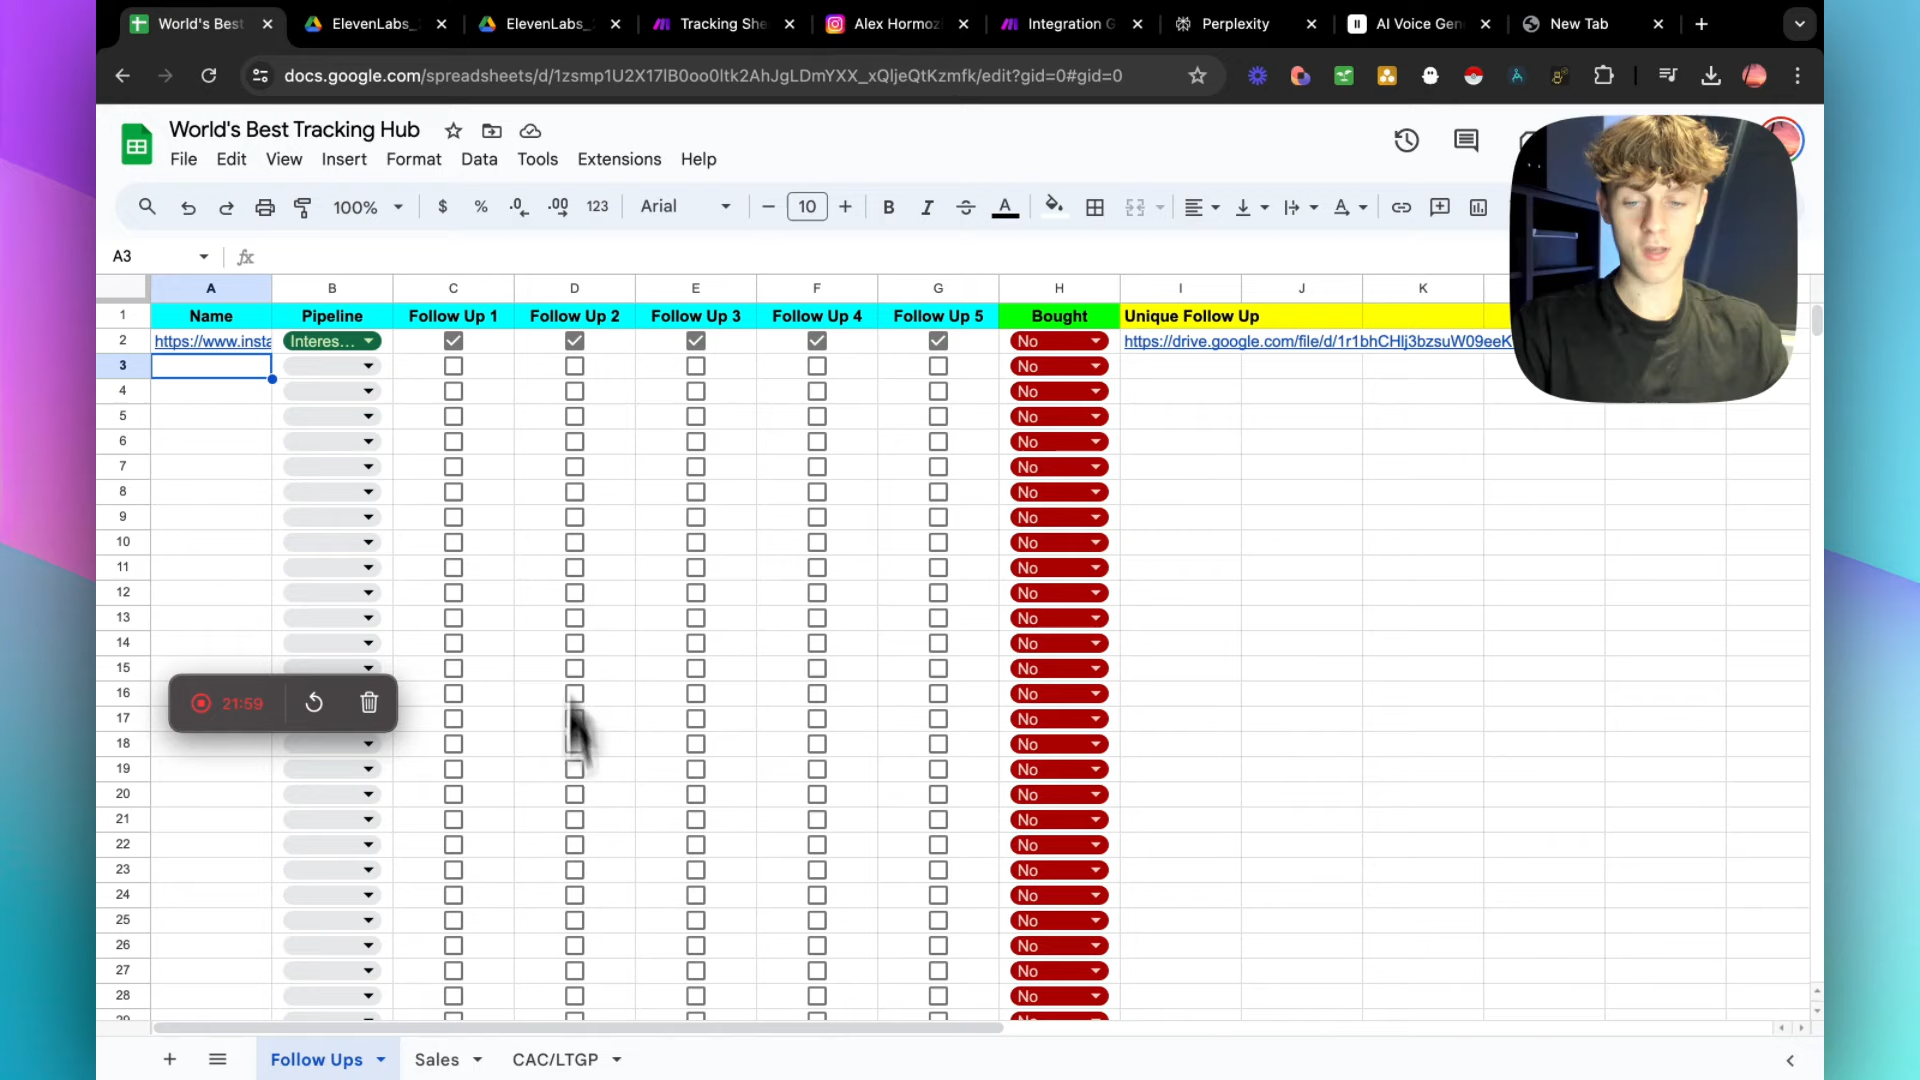 World's Best
ElevenLabs_
ElevenLabs_
Tracking She
Alex Hormozi
Integration G
Perplexity
AI Voice Gen
New Tab
docs.google.com/spreadsheets/d/1zsmp1U2X17lB0oo0ltk2AhJgLDmYXX_xQljeQtKzmfk/edit?gid=0#gid=0
World's Best Tracking Hub
File Edit View Insert Format Data Tools Extensions Help
100% $ % .0 .00 123 Arial 10 B I A
A3 fx
A B C D E F G H I J K
1 Name Pipeline Follow Up 1 Follow Up 2 Follow Up 3 Follow Up 4 Follow Up 5 Bought Unique Follow Up
2 https://www.insta Interes... No https://drive.google.com/file/d/1r1bhCHlj3bzsuW09eeK
3 No
4 No
5 No
6 No
7 No
8 No
9 No
10 No
11 No
12 No
13 No
14 No
15 No
16 No
21:59
17 No
18 No
19 No
20 No
21 No
22 No
23 No
24 No
25 No
26 No
27 No
28 No
29
Follow Ups Sales CAC/LTGP